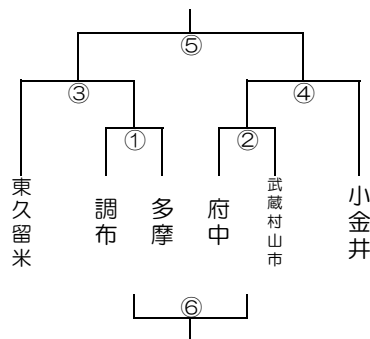 ⑤
③
④
①
②
東久留米
調布
多摩
府中
武蔵村山市
小金井
⑥